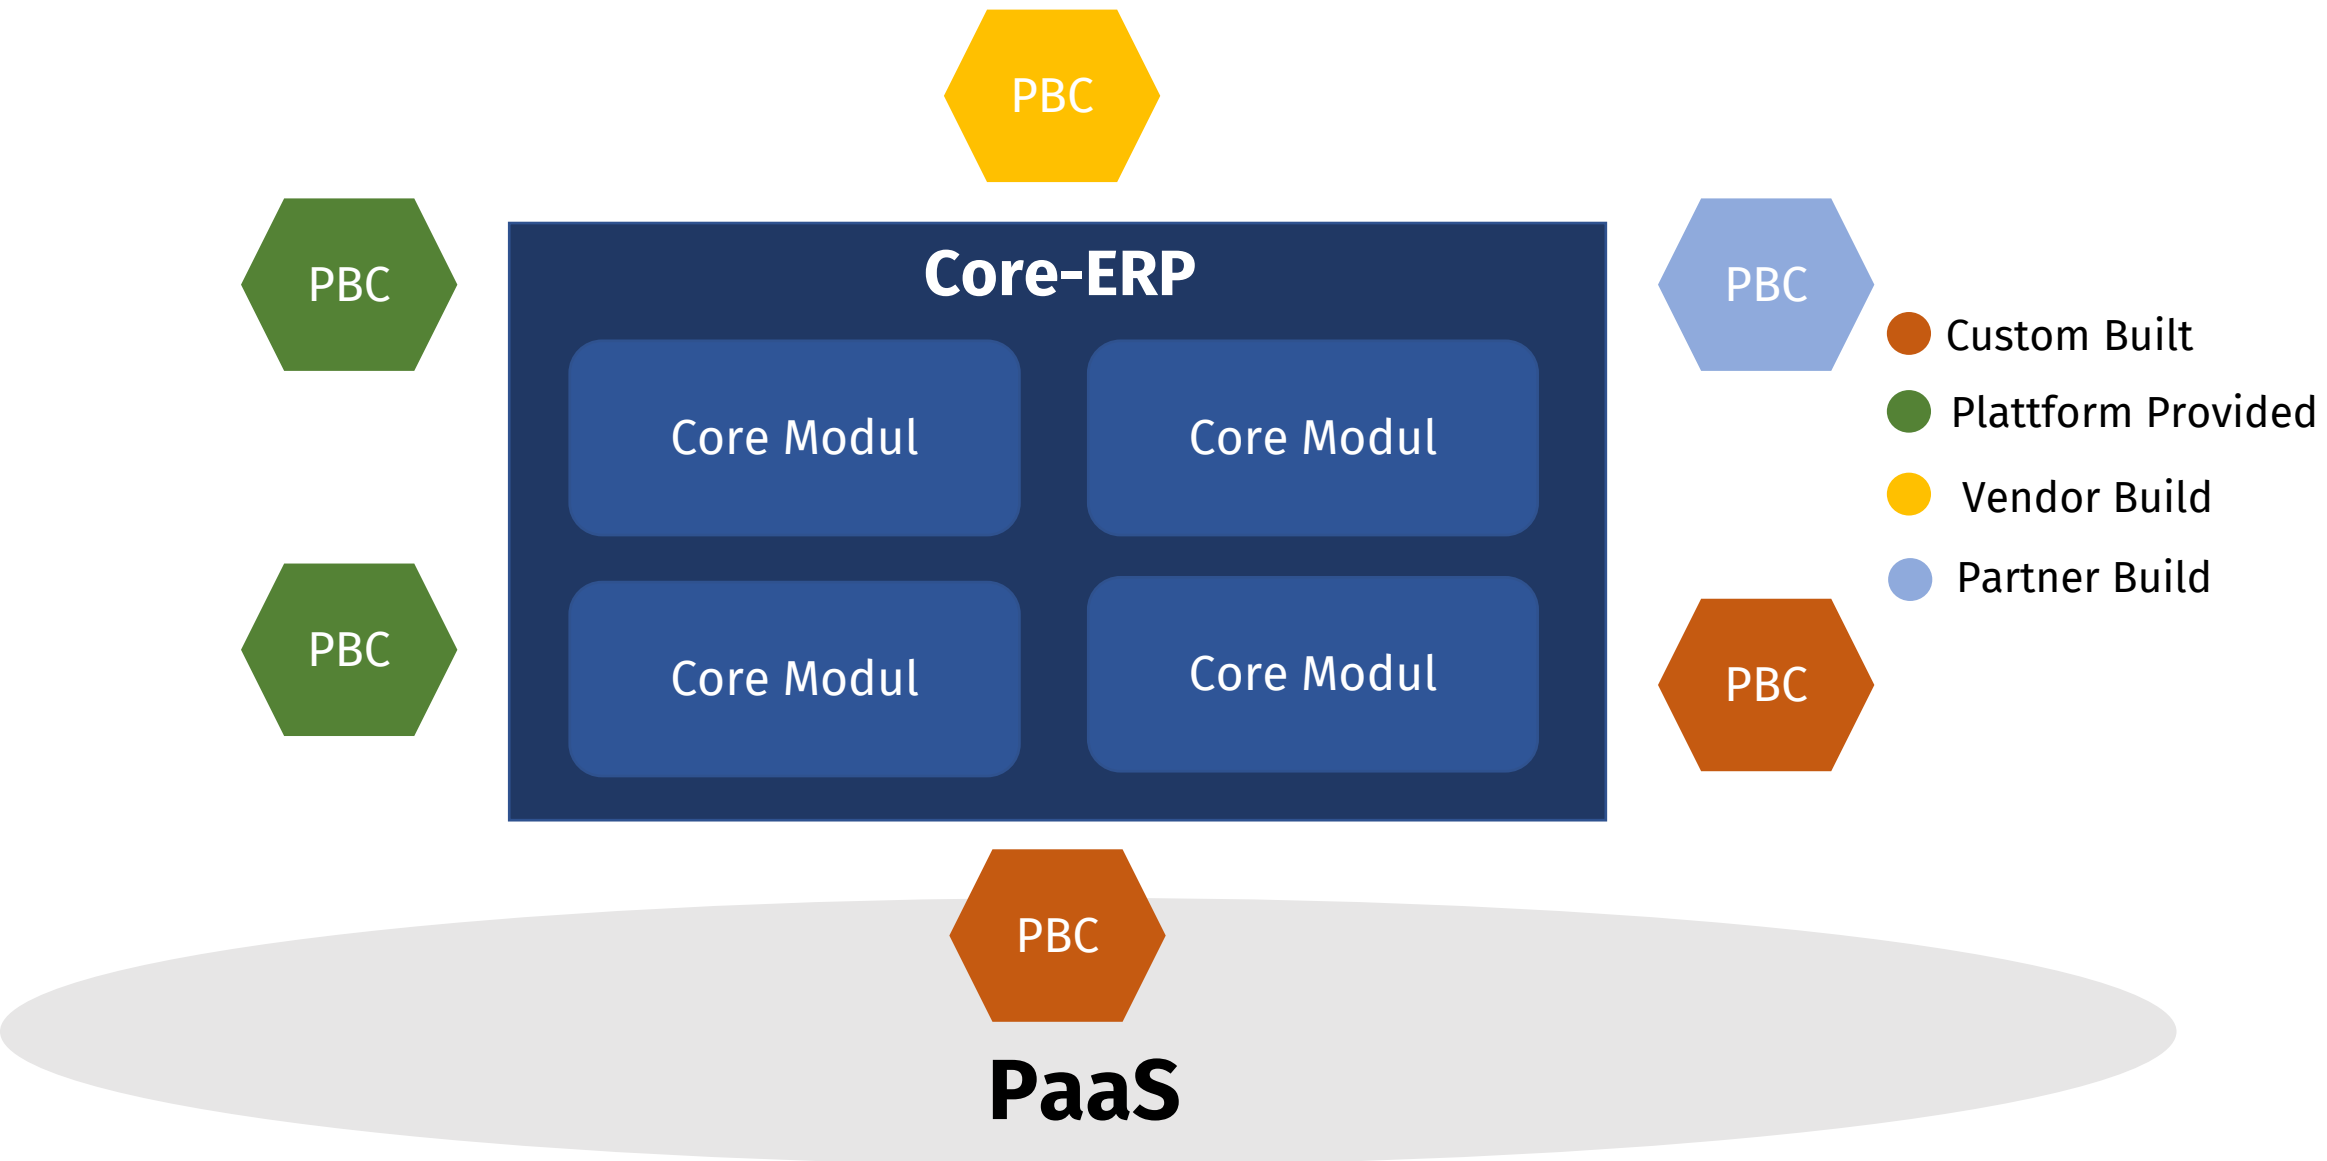 PBC
PBC
Core-ERP
PBC
Custom Built
Plattform Provided
Core Modul
Core Modul
Vendor Build
Partner Build
PBC
Core Modul
Core Modul
PBC
PBC
PaaS